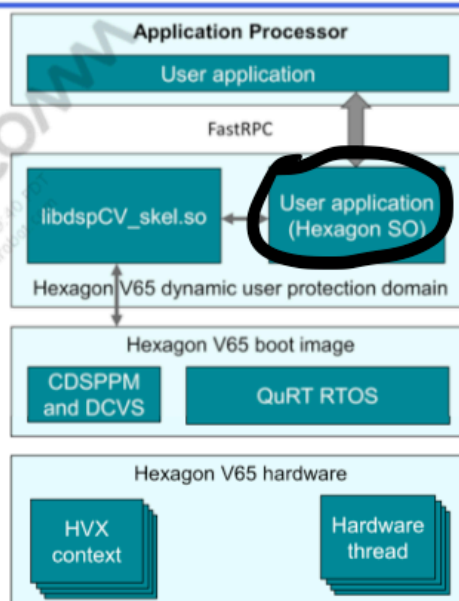 Application Processor
User application
FastRPC
libdspCV_skel.so
User application
(Hexagon SO)
Hexagon V65 dynamic user protection domain
Hexagon V65 boot image
CDSPPM
and DCVS
QuRT RTOS
Hexagon V65 hardware
HVX
context
Hardware
thread